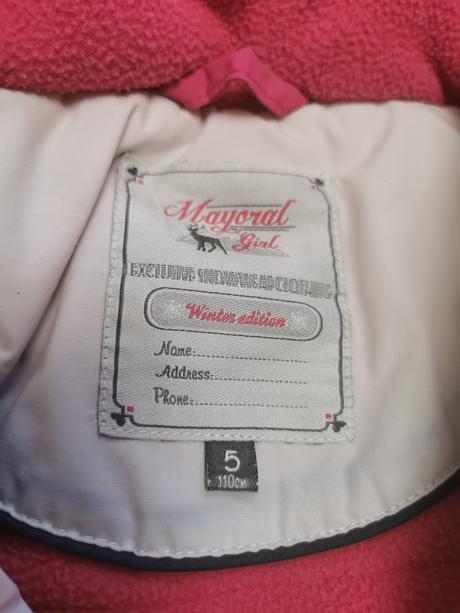 Mayoral
Girl
EXCLUSIVE SNOWWEAR CLOTHING
Winter edition
Name:
Address:
Phone:
5
110cm